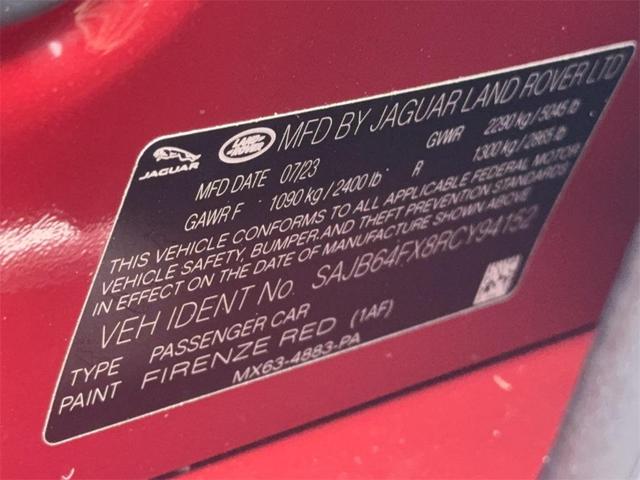 JAGUAR LAND ROVER MFD BY JAGUAR LAND ROVER LTD
MFD DATE 07/23 GVWR 2290 kg / 5045 lb
GAWR F 1090 kg / 2400 lb R 1300 kg / 2865 lb
THIS VEHICLE CONFORMS TO ALL APPLICABLE FEDERAL MOTOR
VEHICLE SAFETY, BUMPER, AND THEFT PREVENTION STANDARDS
IN EFFECT ON THE DATE OF MANUFACTURE SHOWN ABOVE
VEH IDENT No. SAJB64FX8RCY94152
TYPE PASSENGER CAR
PAINT FIRENZE RED (1AF)
MX63-4883-PA